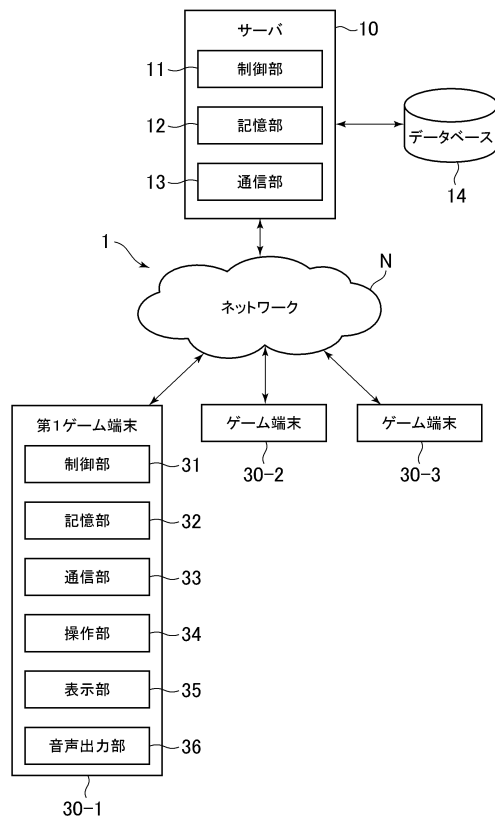 サーバ
10
11
制御部
12
記憶部
13
通信部
データベース
14
1
N
ネットワーク
第1ゲーム端末
ゲーム端末
ゲーム端末
30-2
30-3
制御部
31
記憶部
32
通信部
33
操作部
34
表示部
35
音声出力部
36
30-1